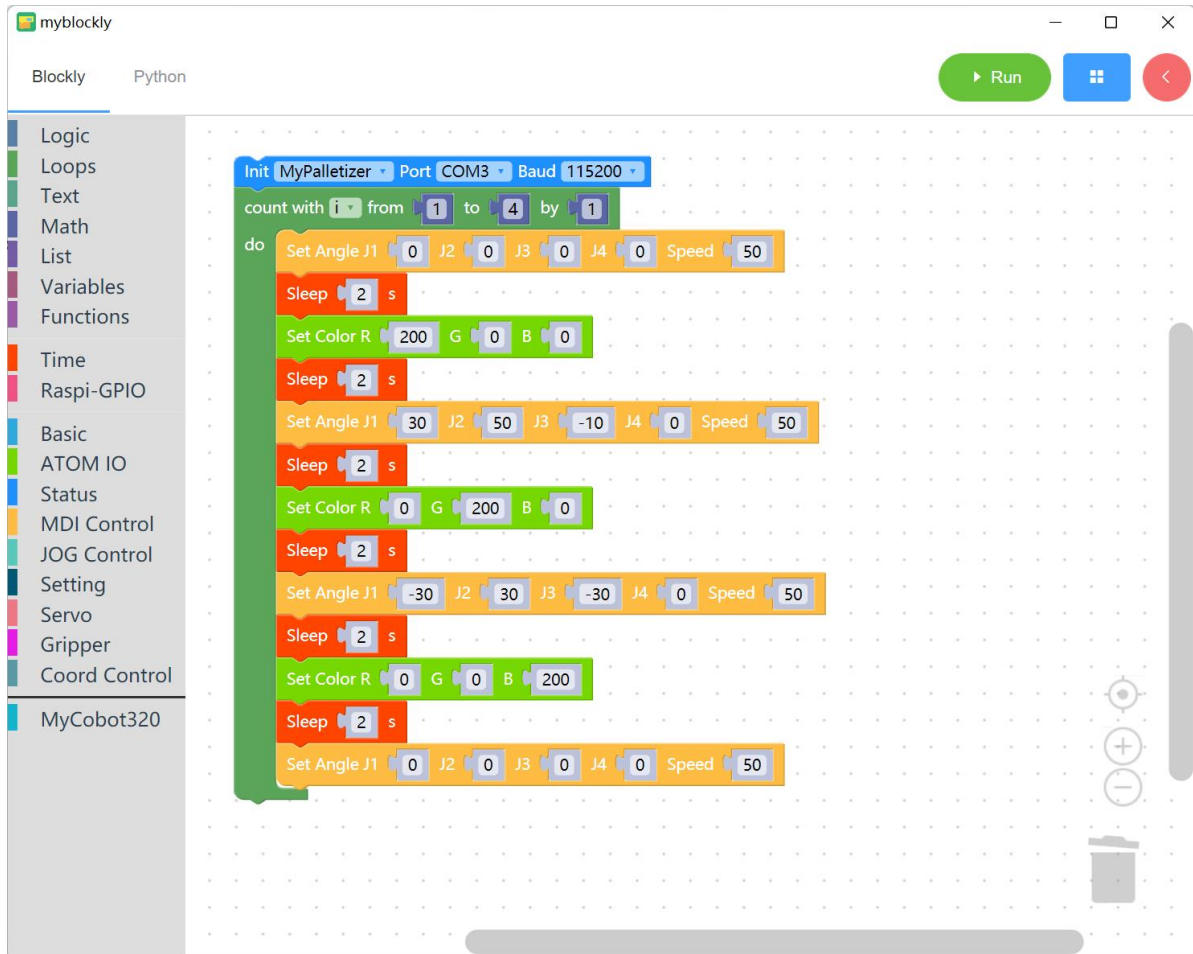 myblockly
Blockly Python Run
Logic
Loops
Text
Math
List
Variables
Functions
Time
Raspi-GPIO
Basic
ATOM IO
Status
MDI Control
JOG Control
Setting
Servo
Gripper
Coord Control
MyCobot320
Init MyPalletizer Port COM3 Baud 115200
count with i from 1 to 4 by 1
do Set Angle J1 0 J2 0 J3 0 J4 0 Speed 50
Sleep 2 s
Set Color R 200 G 0 B 0
Sleep 2 s
Set Angle J1 30 J2 50 J3 -10 J4 0 Speed 50
Sleep 2 s
Set Color R 0 G 200 B 0
Sleep 2 s
Set Angle J1 -30 J2 30 J3 -30 J4 0 Speed 50
Sleep 2 s
Set Color R 0 G 0 B 200
Sleep 2 s
Set Angle J1 0 J2 0 J3 0 J4 0 Speed 50